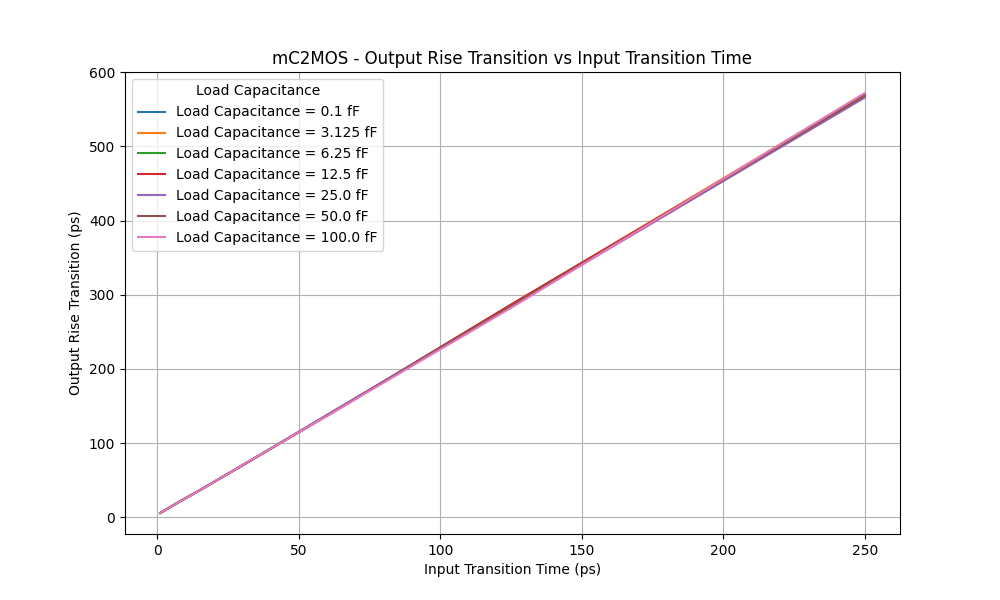 mC2MOS - Output Rise Transition vs Input Transition Time
600
500
400
300
200
100
0
Output Rise Transition (ps)
Load Capacitance
Load Capacitance = 0.1 fF
Load Capacitance = 3.125 fF
Load Capacitance = 6.25 fF
Load Capacitance = 12.5 fF
Load Capacitance = 25.0 fF
Load Capacitance = 50.0 fF
Load Capacitance = 100.0 fF
0 50 100 150 200 250
Input Transition Time (ps)